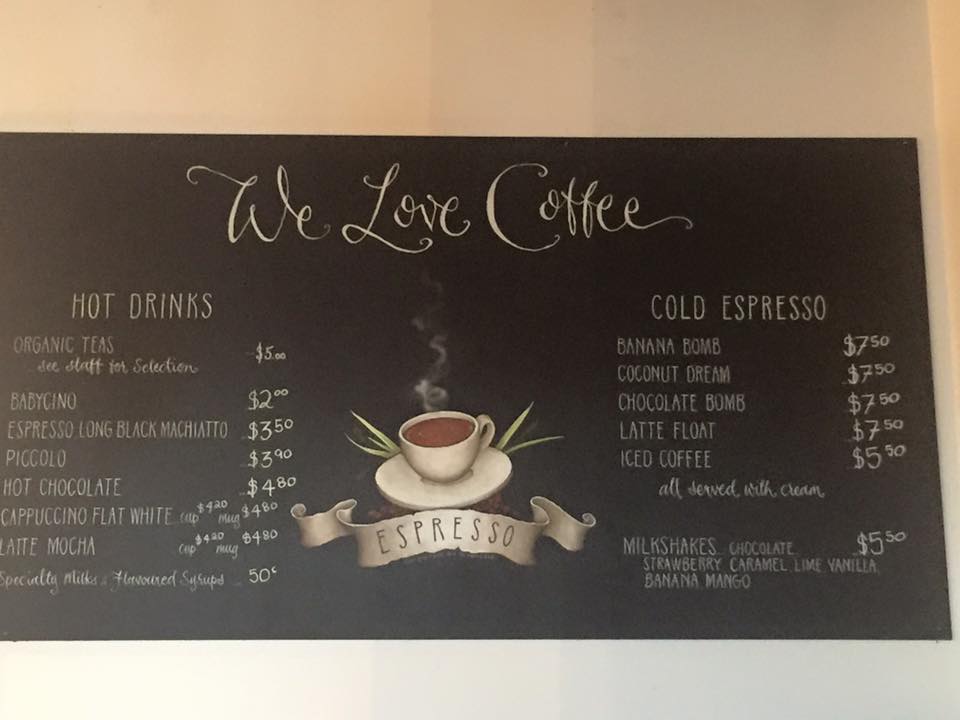 We Love Coffee
HOT DRINKS
ORGANIC TEAS $5.00
see staff for Selection
BABYCINO $2.00
ESPRESSO LONG BLACK MACHIATTO $3.50
PICCOLO $3.90
HOT CHOCOLATE $4.80
CAPPUCCINO FLAT WHITE cup $4.20 mug $4.80
LATTE MOCHA cup $4.20 mug $4.80
Specialty Milks & Flavoured Syrups 50c
ESPRESSO
COLD ESPRESSO
BANANA BOMB $7.50
COCONUT DREAM $7.50
CHOCOLATE BOMB $7.50
LATTE FLOAT $7.50
ICED COFFEE $5.50
all served with cream
MILKSHAKES CHOCOLATE $5.50
STRAWBERRY CARAMEL LIME VANILLA
BANANA MANGO